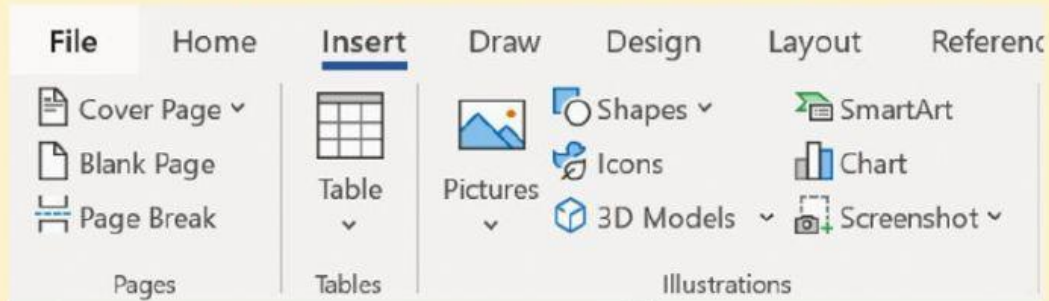 File Home Insert Draw Design Layout Referenc
Cover Page
Blank Page
Page Break
Pages
Table
Tables
Pictures
Shapes
Icons
3D Models
SmartArt
Chart
Screenshot
Illustrations